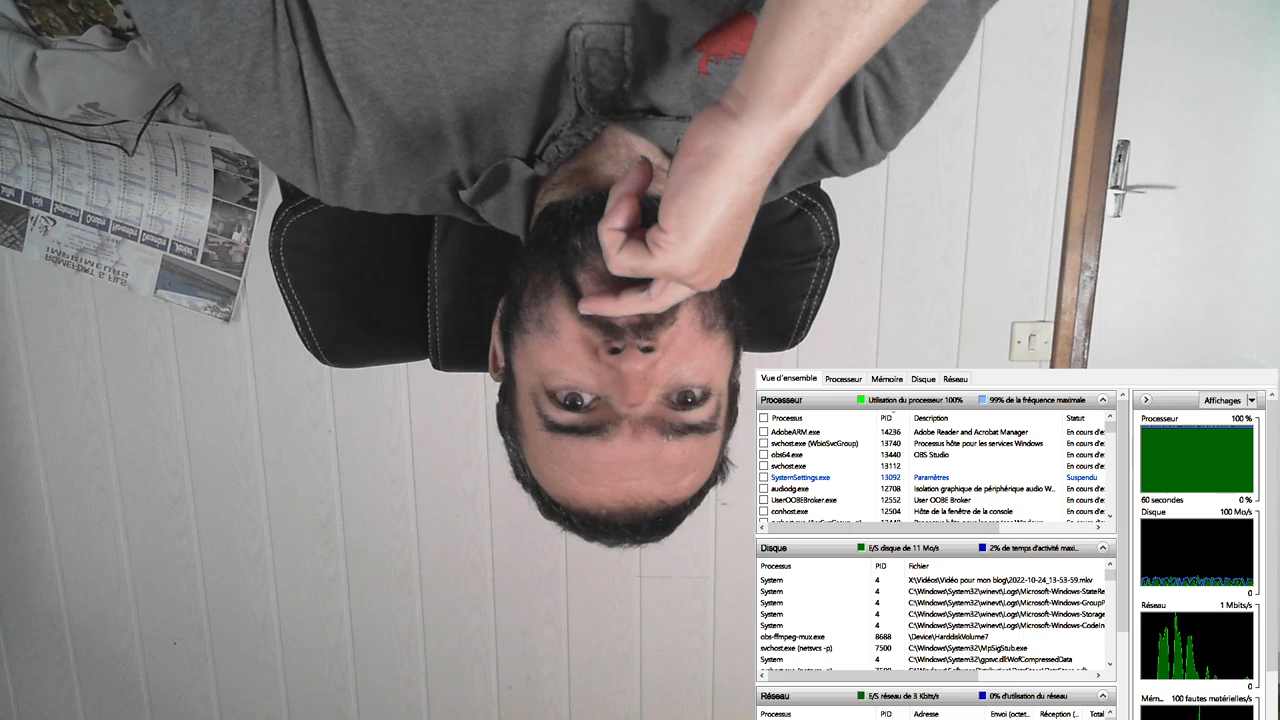 ROMEFORT & FILS
IMPRIMEURS
Vue d'ensemble Processeur Mémoire Disque Réseau
Processeur Utilisation du processeur 100% 99% de la fréquence maximale
Processus PID Description Statut
AdobeARM.exe 14236 Adobe Reader and Acrobat Manager En cours d'e
svchost.exe (WbioSvcGroup) 13740 Processus hôte pour les services Windows En cours d'e
obs64.exe 13440 OBS Studio En cours d'e
svchost.exe 13112 En cours d'e
SystemSettings.exe 13092 Paramètres Suspendu
audiodg.exe 12708 Isolation graphique de périphérique audio W... En cours d'e
UserOOBEBroker.exe 12552 User OOBE Broker En cours d'e
conhost.exe 12504 Hôte de la fenêtre de la console En cours d'e
Disque E/S disque de 11 Mo/s 2% de temps d'activité maxi...
Processus PID Fichier
System 4 X:\Vidéos\Vidéo pour mon blog\2022-10-24_13-53-59.mkv
System 4 C:\Windows\System32\winevt\Logs\Microsoft-Windows-StateRe
System 4 C:\Windows\System32\winevt\Logs\Microsoft-Windows-GroupP
System 4 C:\Windows\System32\winevt\Logs\Microsoft-Windows-Storage
System 4 C:\Windows\System32\winevt\Logs\Microsoft-Windows-CodeIn
obs-ffmpeg-mux.exe 8688 \Device\HarddiskVolume7
svchost.exe (netsvcs -p) 7500 C:\Windows\System32\MpSigStub.exe
System 4 C:\Windows\System32\gpsvc.dll:WofCompressedData
Réseau E/S réseau de 3 Kbits/s 0% d'utilisation du réseau
Processus PID Adresse Envoi (octet... Réception (... Total
Affichages
Processeur 100 %
60 secondes 0 %
Disque 100 Mo/s
0
Réseau 1 Mbits/s
0
Mém... 100 fautes matérielles/s